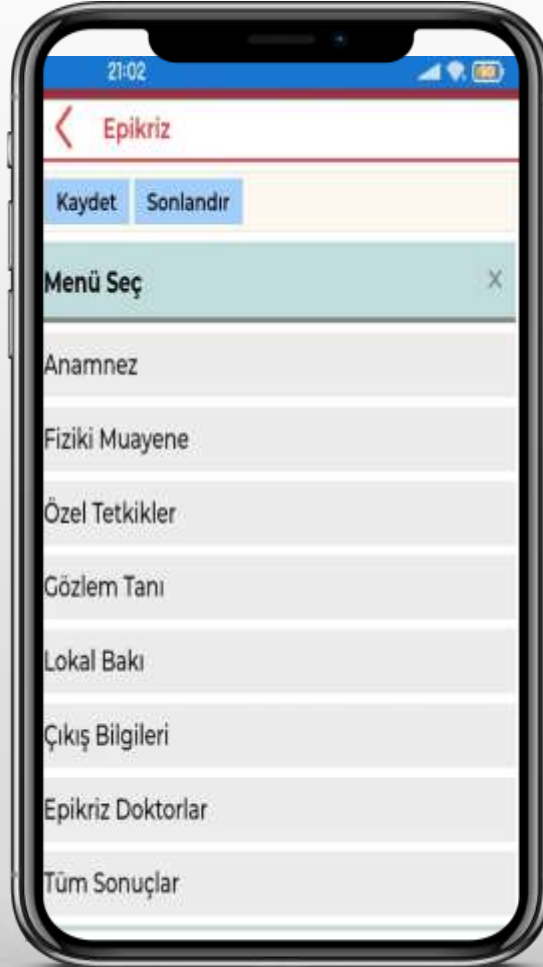 21:02
Epikriz
Kaydet Sonlandır
Menü Seç X
Anamnez
Fiziki Muayene
Özel Tetkikler
Gözlem Tanı
Lokal Bakı
Çıkış Bilgileri
Epikriz Doktorlar
Tüm Sonuçlar